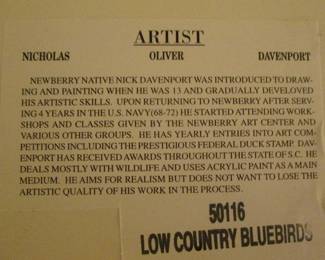 ARTIST
NICHOLAS OLIVER DAVENPORT
NEWBERRY NATIVE NICK DAVENPORT WAS INTRODUCED TO DRAW-
ING AND PAINTING WHEN HE WAS 13 AND GRADUALLY DEVELOVED
HIS ARTISTIC SKILLS. UPON RETURNING TO NEWBERRY AFTER SERV-
ING 4 YEARS IN THE U.S. NAVY(68-72) HE STARTED ATTENDING WORK-
SHOPS AND CLASSES GIVEN BY THE NEWBERRY ART CENTER AND
VARIOUS OTHER GROUPS. HE HAS YEARLY ENTRIES INTO ART COM-
PETITIONS INCLUDING THE PRESTIGIOUS FEDERAL DUCK STAMP. DAV-
ENPORT HAS RECEIVED AWARDS THROUGHOUT THE STATE OF S.C. HE
DEALS MOSTLY WITH WILDLIFE AND USES ACRYLIC PAINT AS A MAIN
MEDIUM. HE AIMS FOR REALISM BUT DOES NOT WANT TO LOSE THE
ARTISTIC QUALITY OF HIS WORK IN THE PROCESS.
50116
LOW COUNTRY BLUEBIRDS